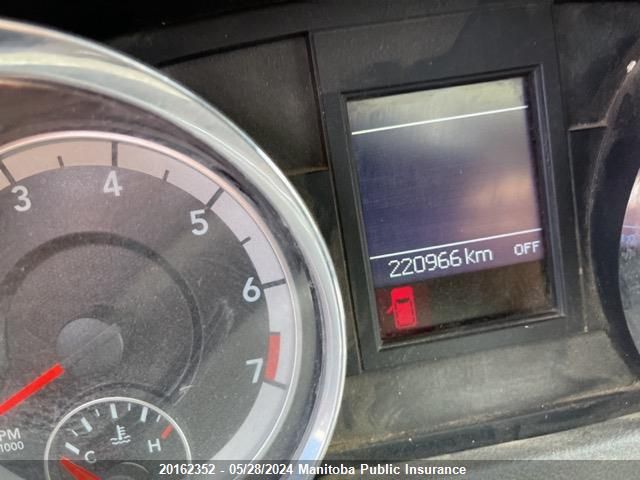 3 4 5 6 7
PM
1000
C H
220966 km OFF
20162352 - 05/28/2024 Manitoba Public Insurance